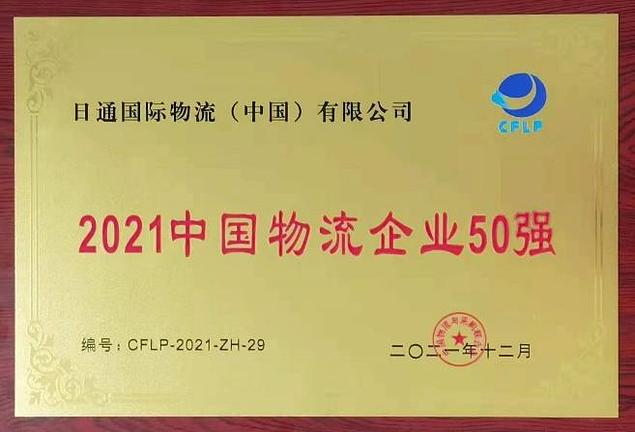 日通国际物流（中国）有限公司
CFLP
2021中国物流企业50强
编号：CFLP-2021-ZH-29
二〇二一年十二月